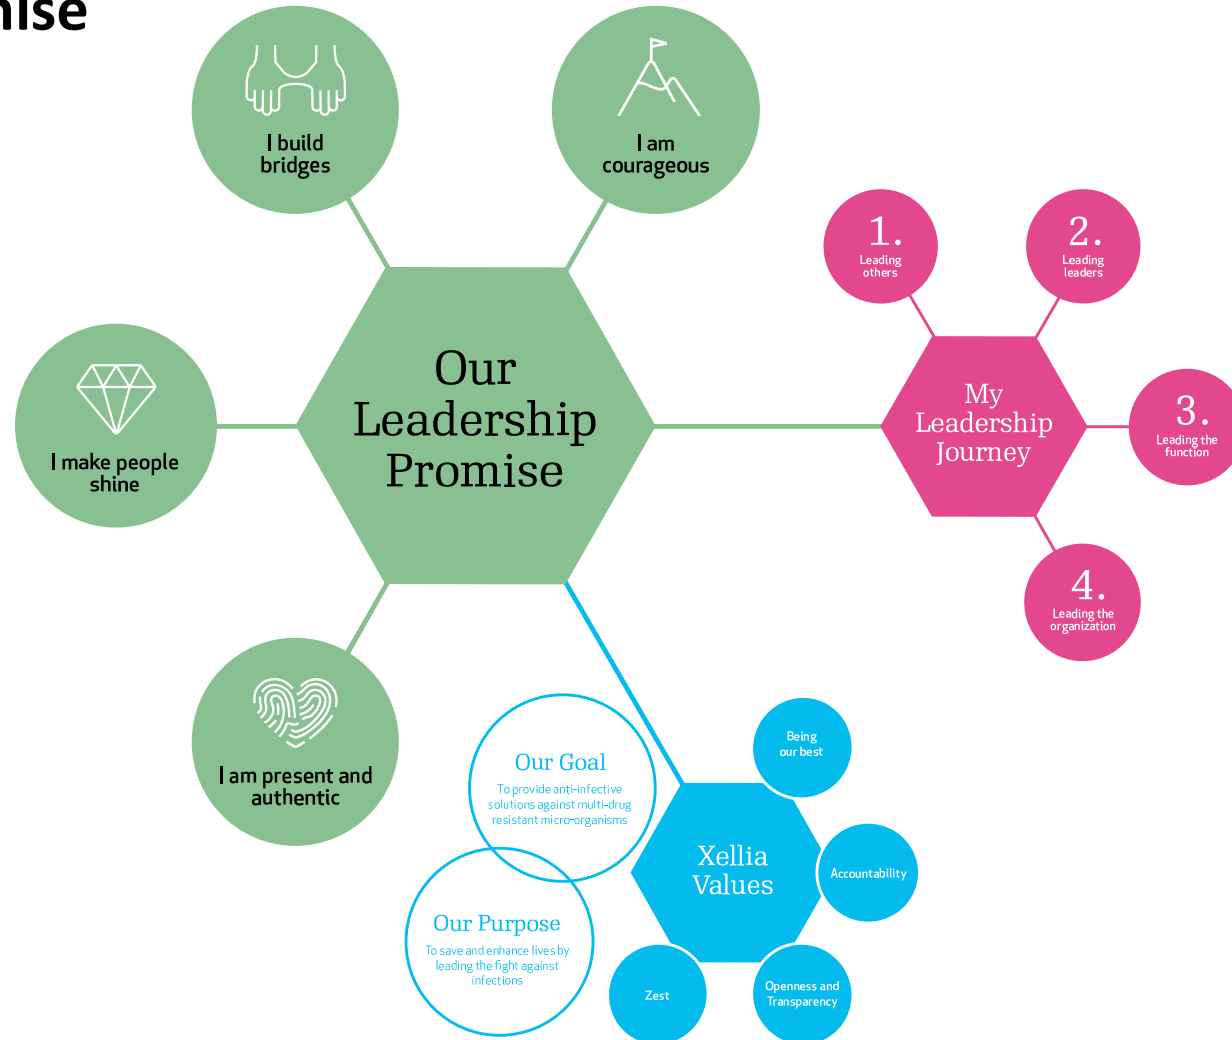 I build
bridges
I am
courageous
I make people
shine
Our
Leadership
Promise
I am present and
authentic
1.
Leading
others
2.
Leading
leaders
My
Leadership
Journey
3.
Leading the
function
4.
Leading the
organization
Our Goal
To provide anti-infective
solutions against multi-drug
resistant micro-organisms
Our Purpose
To save and enhance lives by
leading the fight against
infections
Xellia
Values
Being
our best
Accountability
Openness and
Transparency
Zest